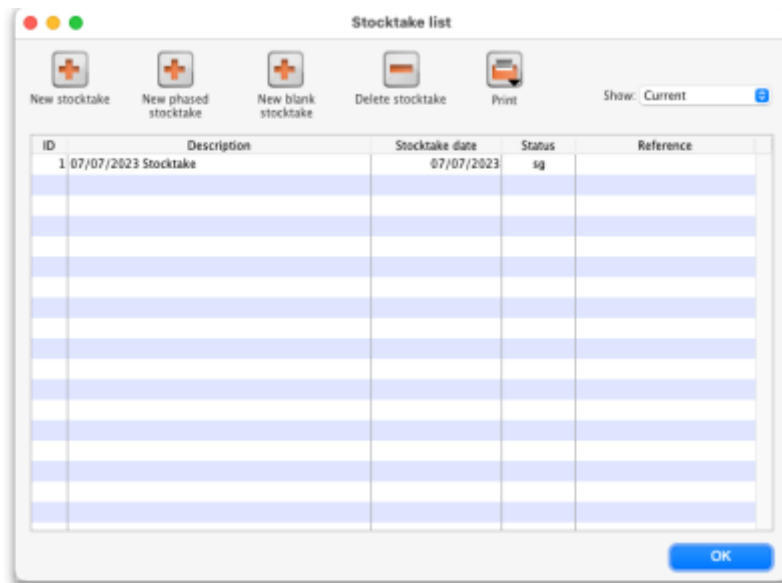 Stocktake list
New stocktake
New phased stocktake
New blank stocktake
Delete stocktake
Print
Show: Current
ID Description Stocktake date Status Reference
1 07/07/2023 Stocktake 07/07/2023 sg
OK